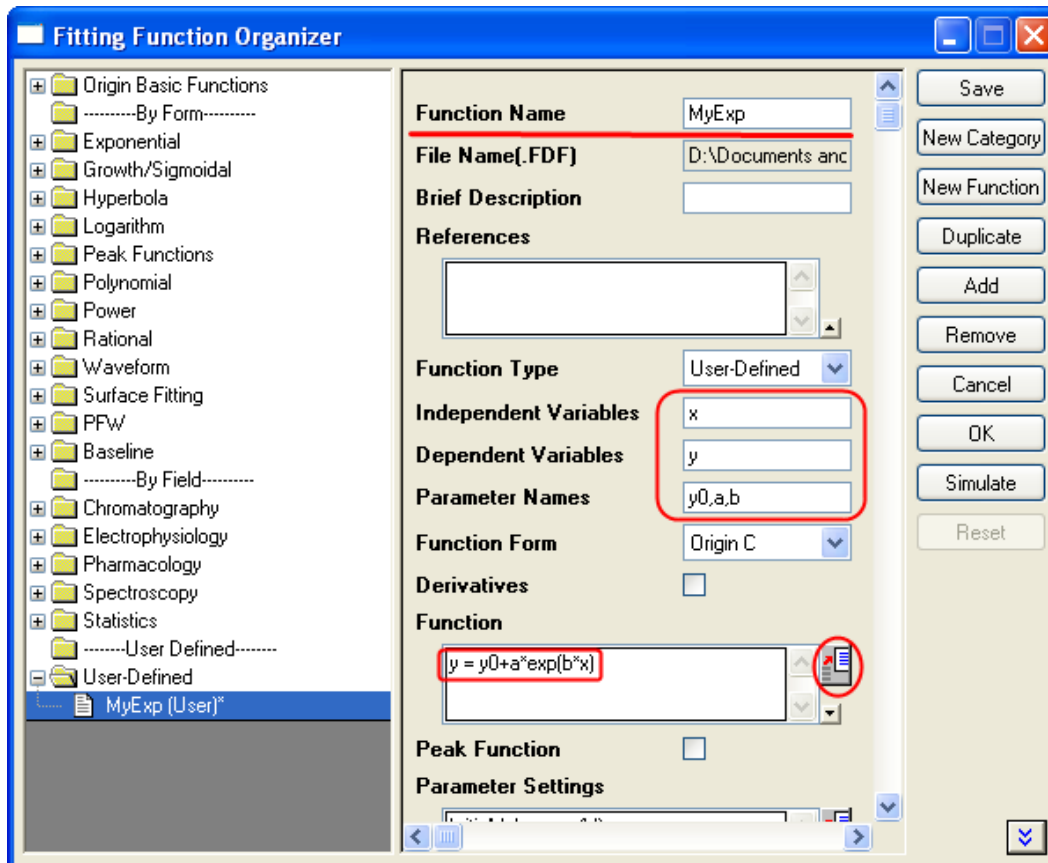 Fitting Function Organizer
Origin Basic Functions
----------By Form----------
Exponential
Growth/Sigmoidal
Hyperbola
Logarithm
Peak Functions
Polynomial
Power
Rational
Waveform
Surface Fitting
PFW
Baseline
----------By Field----------
Chromatography
Electrophysiology
Pharmacology
Spectroscopy
Statistics
--------User Defined--------
User-Defined
MyExp (User)*
Function Name MyExp
File Name(.FDF) D:\Documents and
Brief Description
References
Function Type User-Defined
Independent Variables x
Dependent Variables y
Parameter Names y0,a,b
Function Form Origin C
Derivatives
Function
y = y0+a*exp(b*x)
Peak Function
Parameter Settings
Save
New Category
New Function
Duplicate
Add
Remove
Cancel
OK
Simulate
Reset